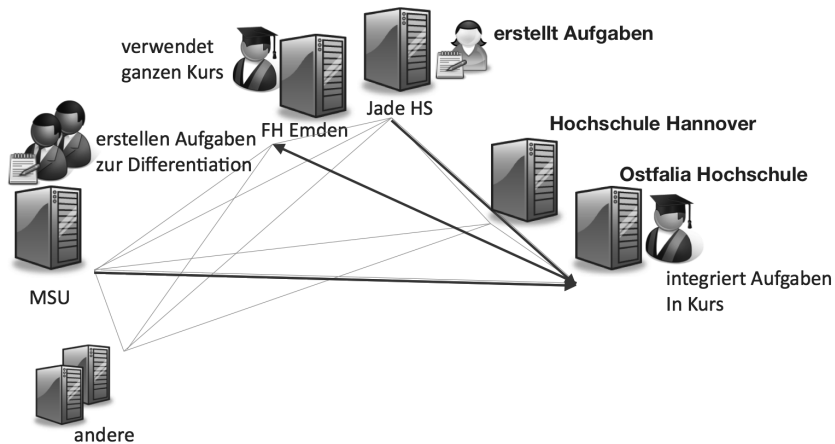 erstellt Aufgaben
verwendet
ganzen Kurs
Jade HS
FH Emden
Hochschule Hannover
erstellen Aufgaben
zur Differentiation
Ostfalia Hochschule
integriert Aufgaben
In Kurs
MSU
andere